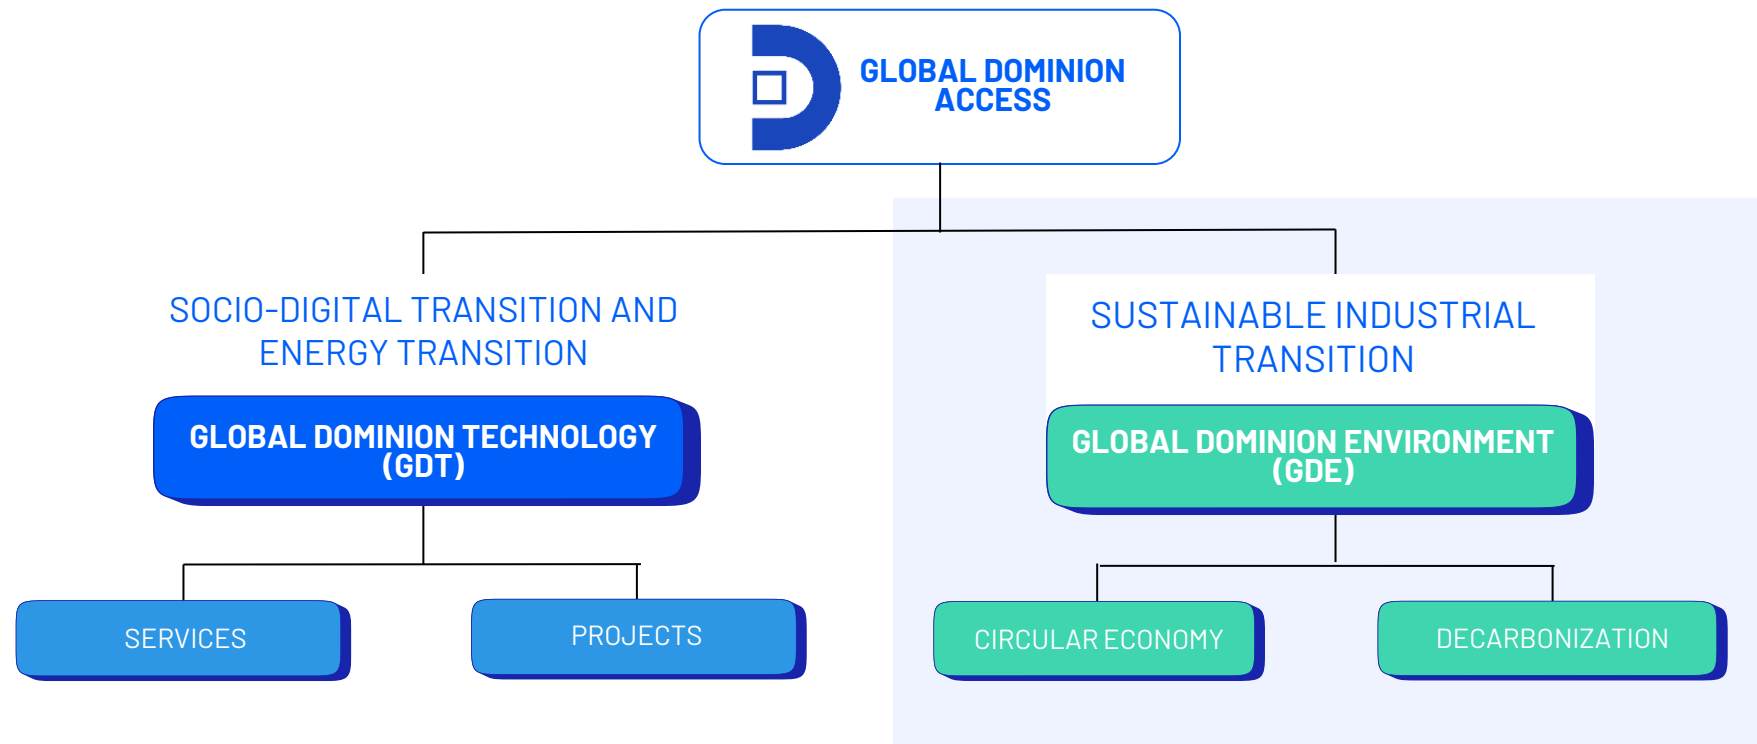 GLOBAL DOMINION
ACCESS
SOCIO-DIGITAL TRANSITION AND
ENERGY TRANSITION
SUSTAINABLE INDUSTRIAL
TRANSITION
GLOBAL DOMINION TECHNOLOGY
(GDT)
GLOBAL DOMINION ENVIRONMENT
(GDE)
SERVICES
PROJECTS
CIRCULAR ECONOMY
DECARBONIZATION